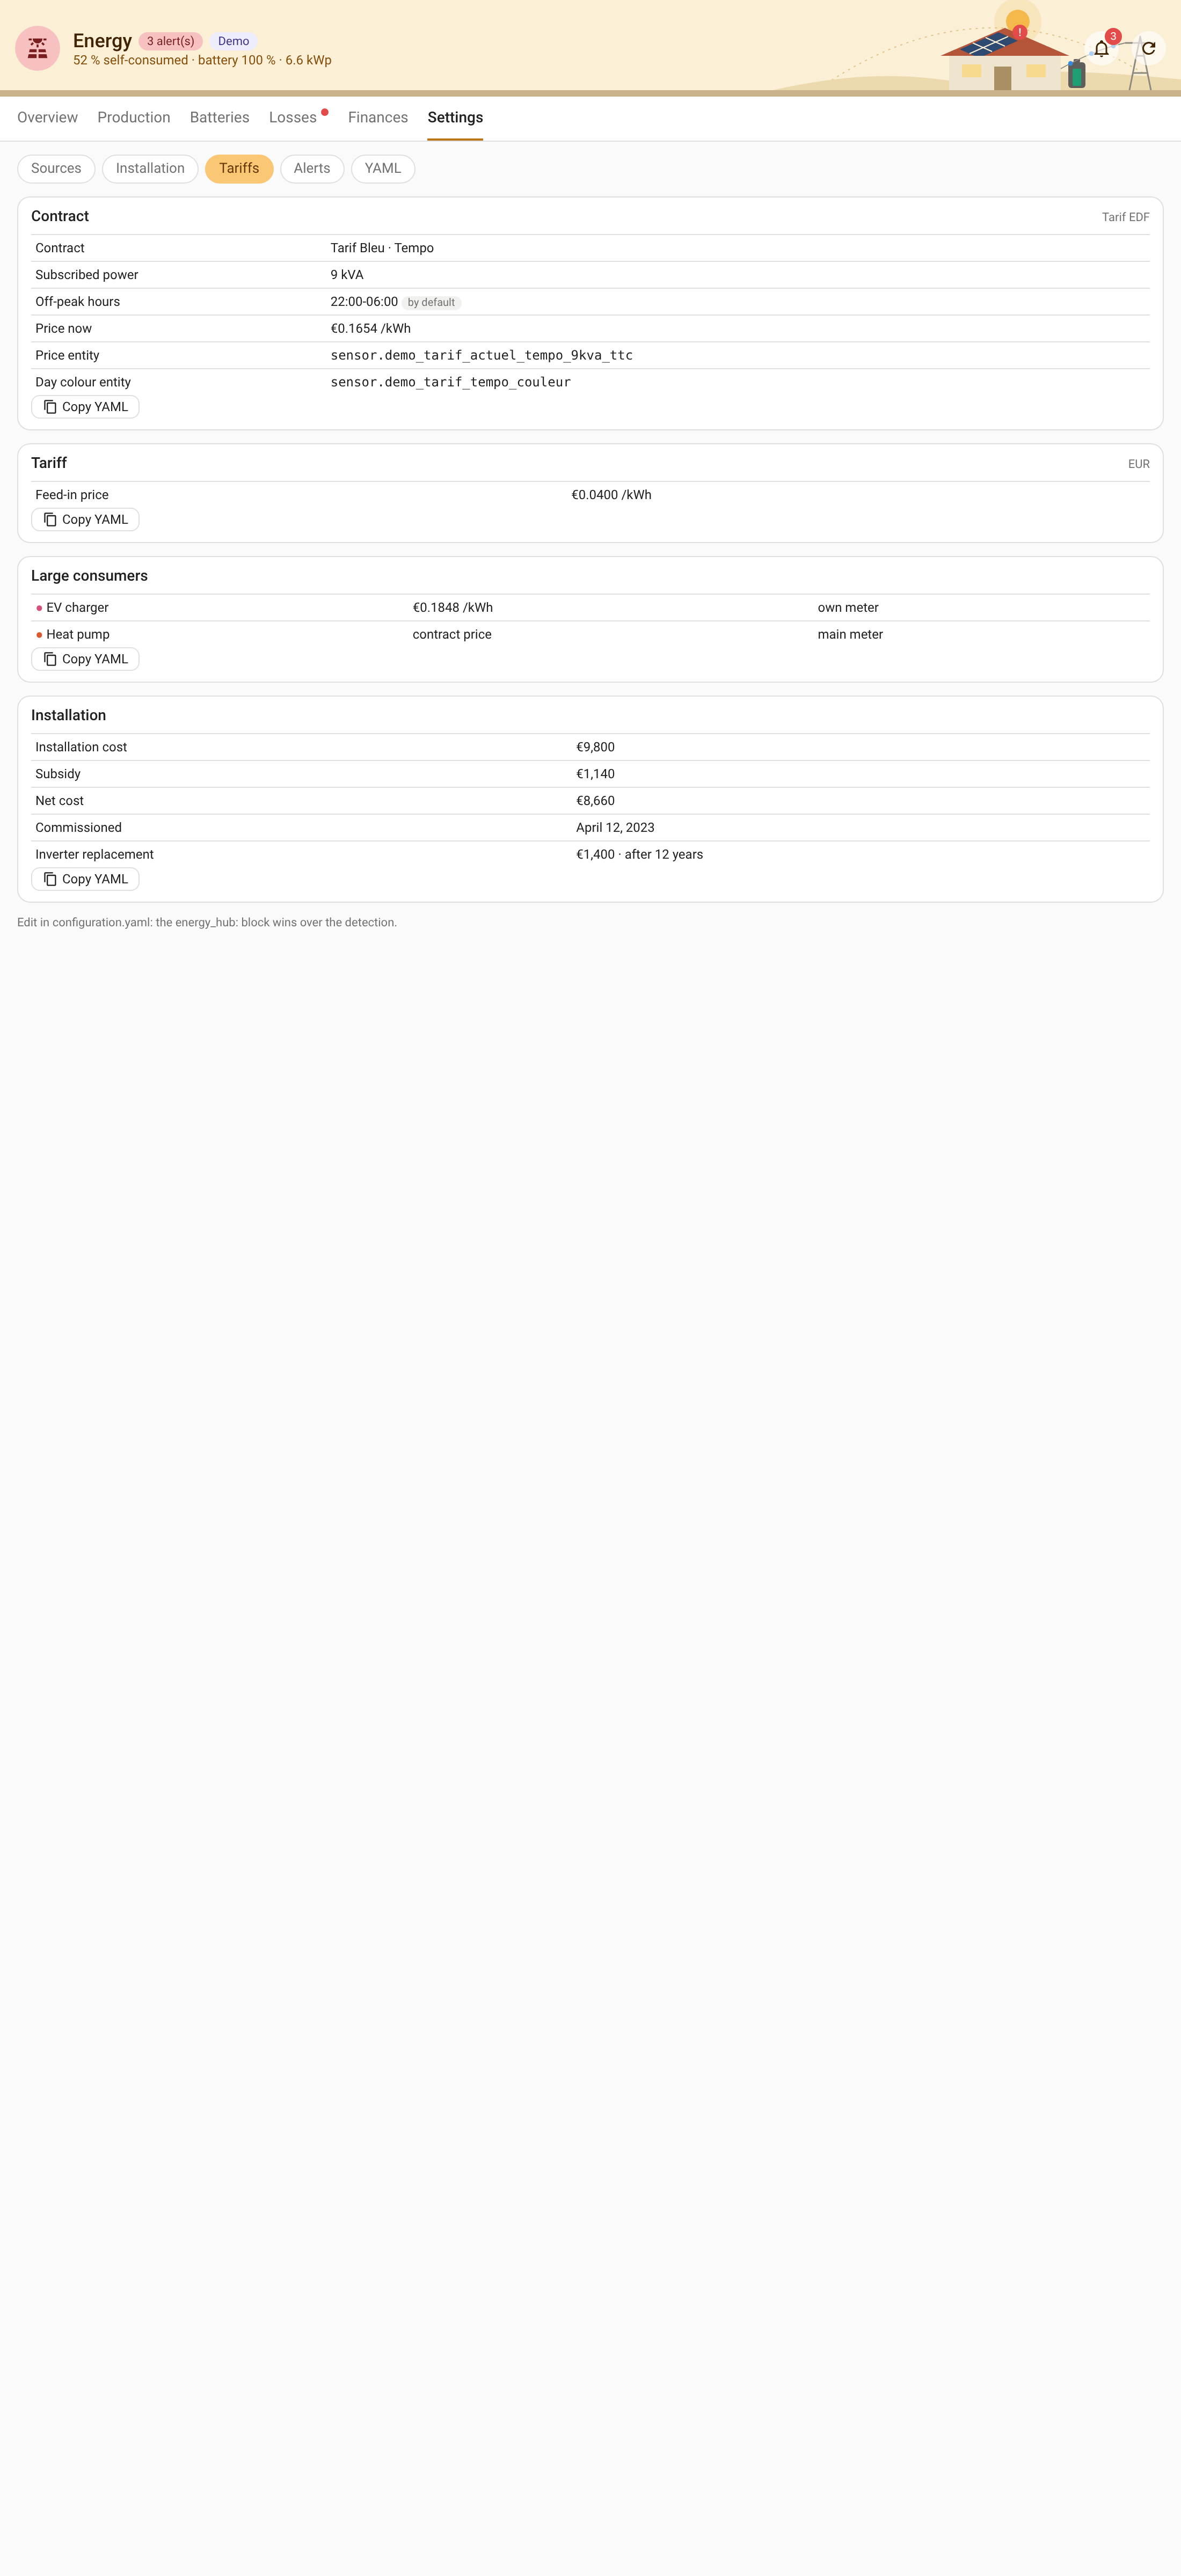 Energy 3 alert(s) Demo
52 % self-consumed · battery 100 % · 6.6 kWp
!
3
Overview Production Batteries Losses Finances Settings
Sources Installation Tariffs Alerts YAML
Contract Tarif EDF
Contract Tarif Bleu · Tempo
Subscribed power 9 kVA
Off-peak hours 22:00-06:00 by default
Price now €0.1654 /kWh
Price entity sensor.demo_tarif_actuel_tempo_9kva_ttc
Day colour entity sensor.demo_tarif_tempo_couleur
Copy YAML
Tariff EUR
Feed-in price €0.0400 /kWh
Copy YAML
Large consumers
EV charger €0.1848 /kWh own meter
Heat pump contract price main meter
Copy YAML
Installation
Installation cost €9,800
Subsidy €1,140
Net cost €8,660
Commissioned April 12, 2023
Inverter replacement €1,400 · after 12 years
Copy YAML
Edit in configuration.yaml: the energy_hub: block wins over the detection.